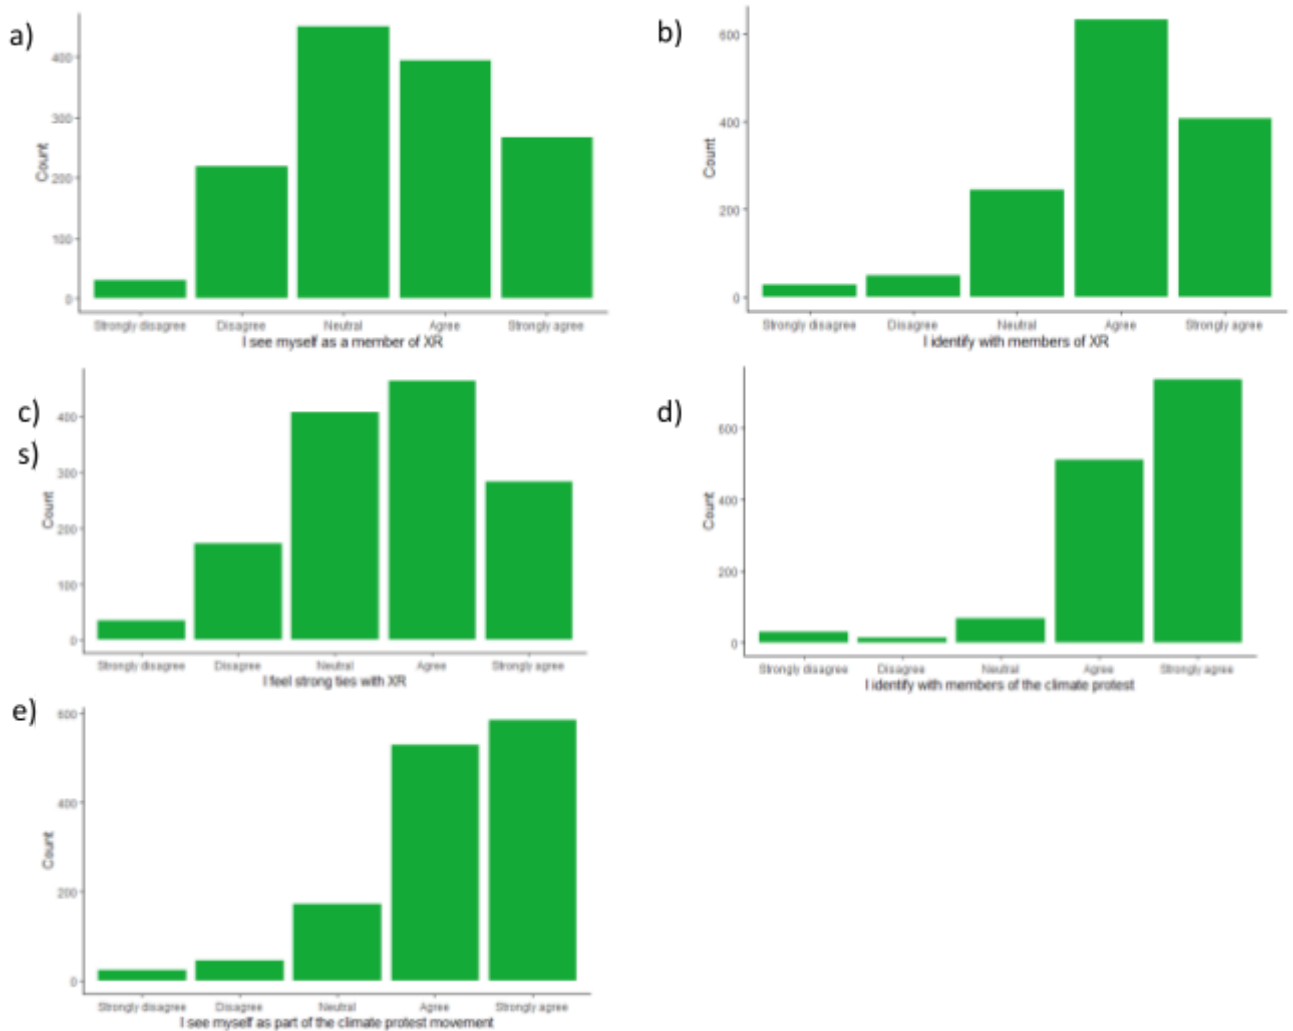 a)
400
300
200
100
0
Count
Strongly disagree Disagree Neutral Agree Strongly agree
I see myself as a member of XR
b)
600
400
200
0
Count
Strongly disagree Disagree Neutral Agree Strongly agree
I identify with members of XR
c)
s)
400
300
200
100
0
Count
Strongly disagree Disagree Neutral Agree Strongly agree
I feel strong ties with XR
d)
600
400
200
0
Count
Strongly disagree Disagree Neutral Agree Strongly agree
I identify with members of the climate protest
e)
600
400
200
0
Count
Strongly disagree Disagree Neutral Agree Strongly agree
I see myself as part of the climate protest movement